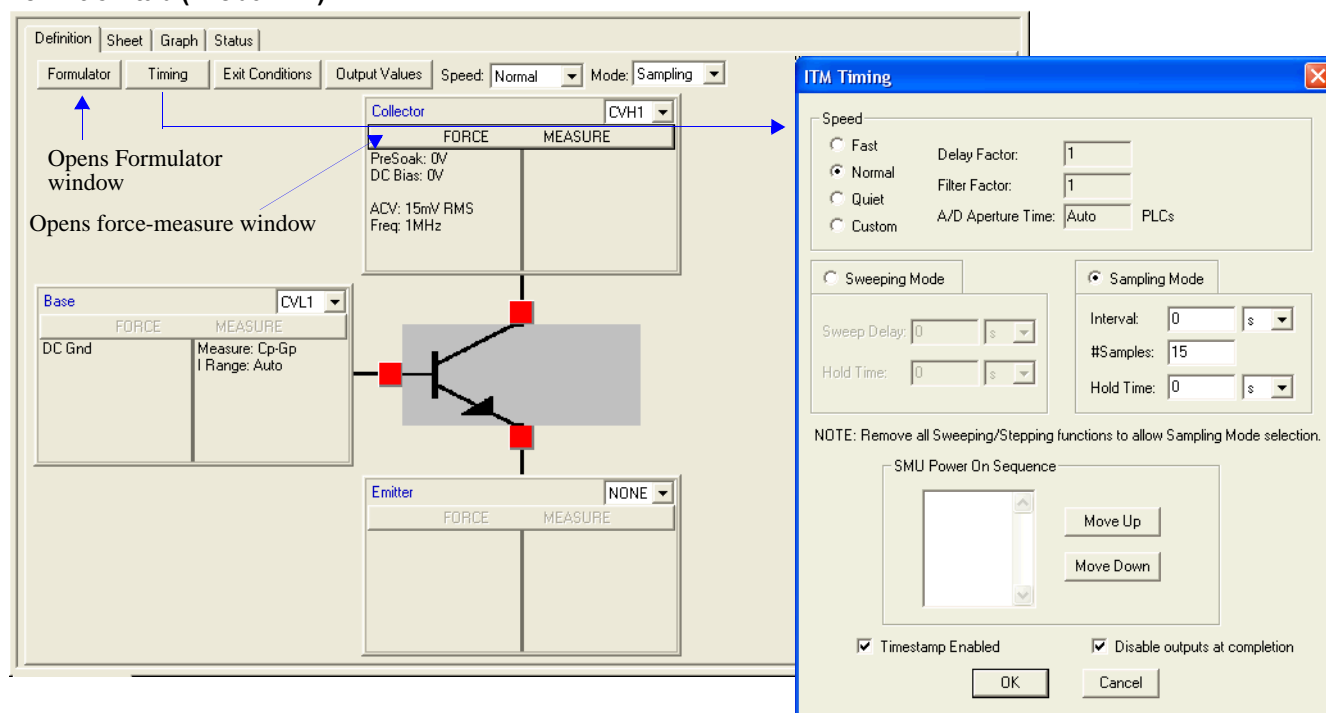 Definition Sheet Graph Status
Formulator Timing Exit Conditions Output Values Speed: Normal Mode: Sampling
Collector CVH1
FORCE MEASURE
PreSoak: 0V
DC Bias: 0V
ACV: 15mV RMS
Freq: 1MHz
Opens Formulator
window
Opens force-measure window
Base CVL1
FORCE MEASURE
DC Gnd
Measure: Cp-Gp
I Range: Auto
Emitter NONE
FORCE MEASURE
ITM Timing
Speed
Fast
Normal
Quiet
Custom
Delay Factor: 1
Filter Factor: 1
A/D Aperture Time: Auto PLCs
Sweeping Mode
Sweep Delay: 0 s
Hold Time: 0 s
Sampling Mode
Interval: 0 s
#Samples: 15
Hold Time: 0 s
NOTE: Remove all Sweeping/Stepping functions to allow Sampling Mode selection.
SMU Power On Sequence
Move Up
Move Down
Timestamp Enabled Disable outputs at completion
OK Cancel